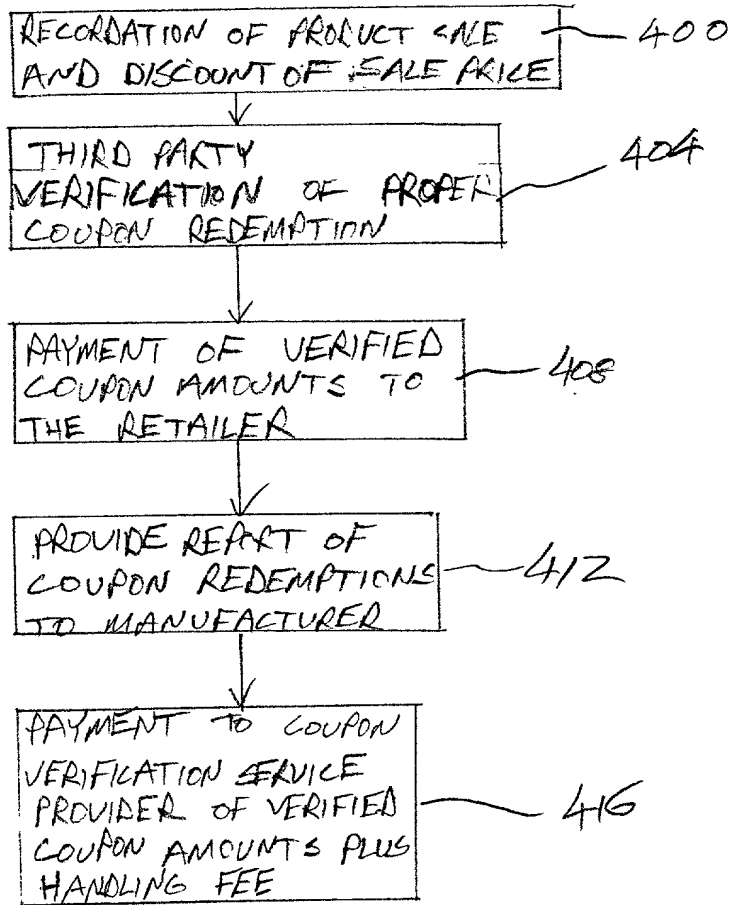 RECORDATION OF PRODUCT SALE
AND DISCOUNT OF SALE PRICE
400
THIRD PARTY
VERIFICATION OF PROPER
COUPON REDEMPTION
404
PAYMENT OF VERIFIED
COUPON AMOUNTS TO
THE RETAILER
408
PROVIDE REPORT OF
COUPON REDEMPTIONS
TO MANUFACTURER
412
PAYMENT TO COUPON
VERIFICATION SERVICE
PROVIDER OF VERIFIED
COUPON AMOUNTS PLUS
HANDLING FEE
416